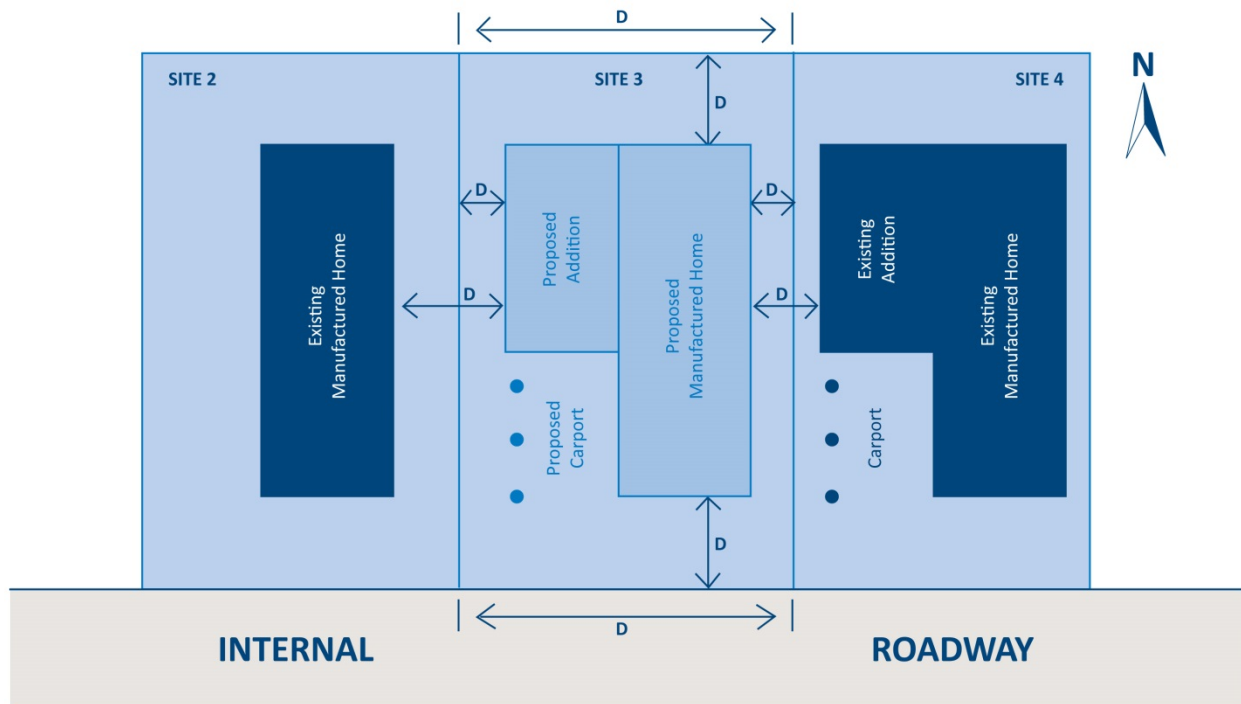 D
SITE 2
SITE 3
SITE 4
N
D
D
D
D
D
Existing
Manufactured Home
Proposed
Addition
Proposed
Manufactured Home
Existing
Addition
Existing
Manufactured Home
Proposed
Carport
Carport
D
D
INTERNAL
ROADWAY